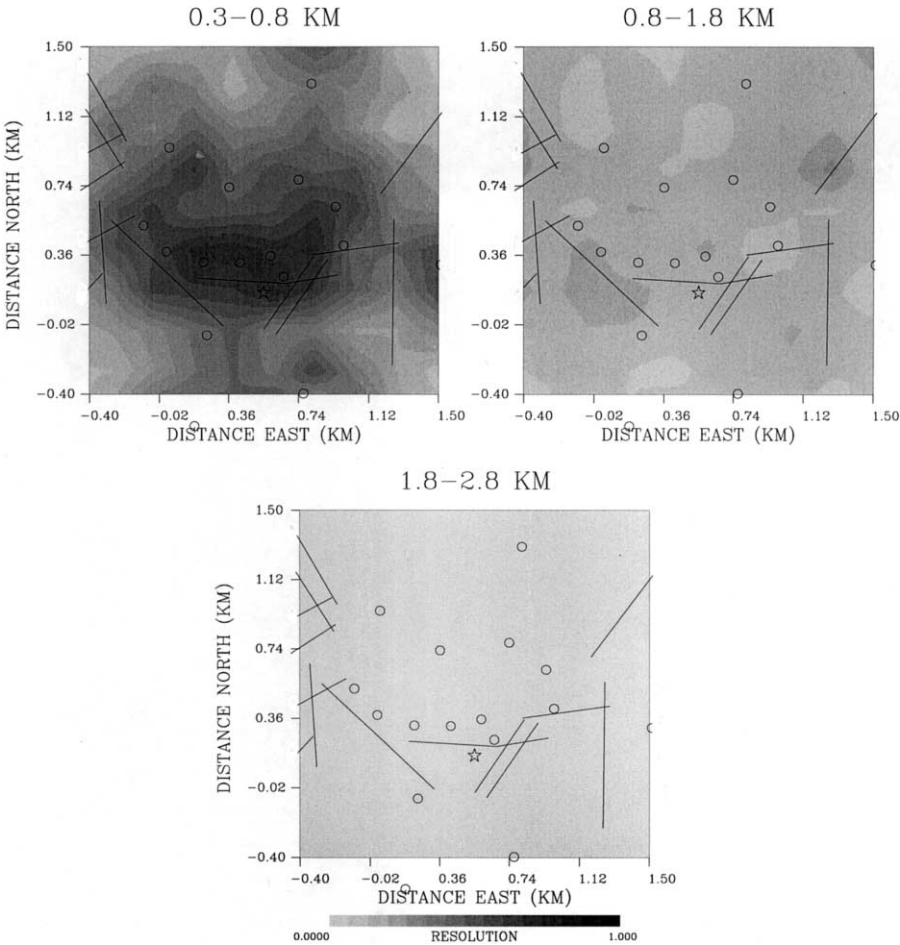 0.3–0.8 KM
0.8–1.8 KM
1.50
1.12
0.74
0.36
−0.02
−0.40
DISTANCE NORTH (KM)
−0.40 −0.02 0.36 0.74 1.12 1.50
DISTANCE EAST (KM)
1.50
1.12
0.74
0.36
−0.02
−0.40
−0.40 −0.02 0.36 0.74 1.12 1.50
DISTANCE EAST (KM)
1.8–2.8 KM
1.50
1.12
0.74
0.36
−0.02
−0.40
DISTANCE NORTH (KM)
−0.40 −0.02 0.36 0.74 1.12 1.50
DISTANCE EAST (KM)
0.0000 RESOLUTION 1.000